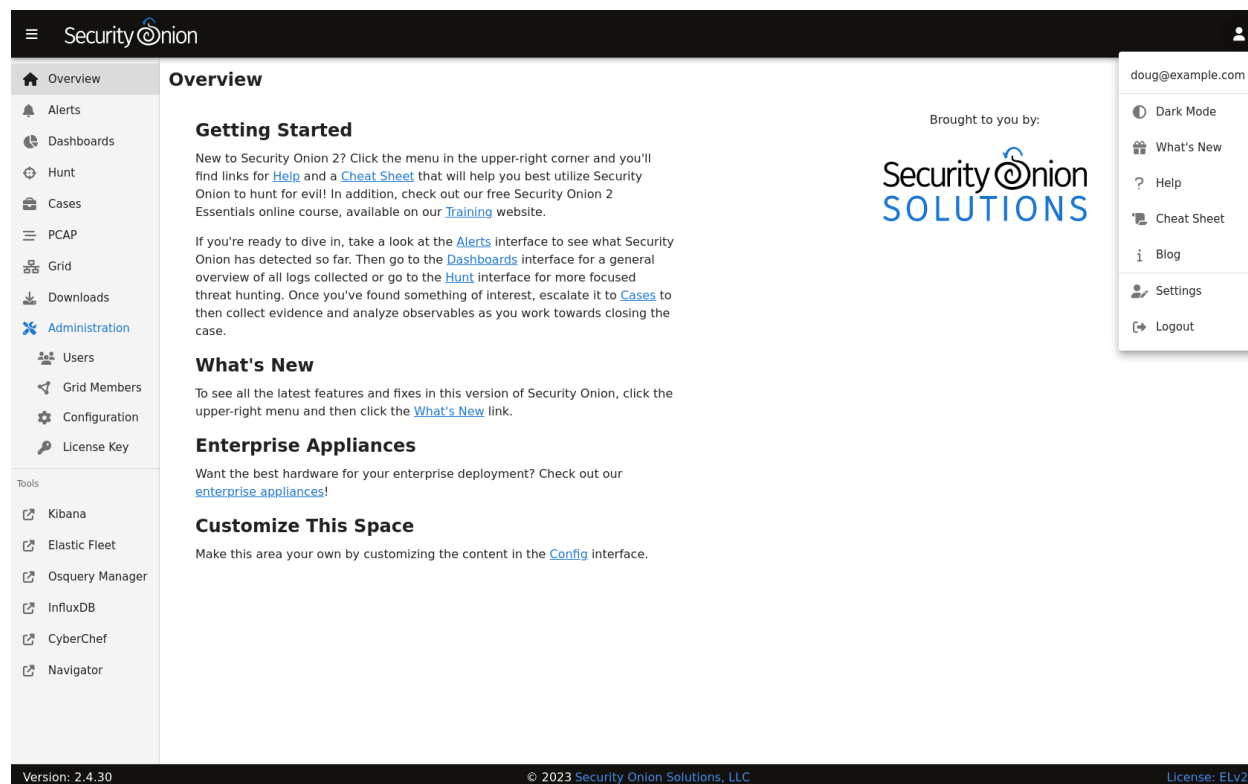 Security Onion
doug@example.com
Dark Mode
What's New
Help
Cheat Sheet
Blog
Settings
Logout
Overview
Alerts
Dashboards
Hunt
Cases
PCAP
Grid
Downloads
Administration
Users
Grid Members
Configuration
License Key
Tools
Kibana
Elastic Fleet
Osquery Manager
InfluxDB
CyberChef
Navigator
Overview
Getting Started
New to Security Onion 2? Click the menu in the upper-right corner and you'll
find links for Help and a Cheat Sheet that will help you best utilize Security
Onion to hunt for evil! In addition, check out our free Security Onion 2
Essentials online course, available on our Training website.
If you're ready to dive in, take a look at the Alerts interface to see what Security
Onion has detected so far. Then go to the Dashboards interface for a general
overview of all logs collected or go to the Hunt interface for more focused
threat hunting. Once you've found something of interest, escalate it to Cases to
then collect evidence and analyze observables as you work towards closing the
case.
What's New
To see all the latest features and fixes in this version of Security Onion, click the
upper-right menu and then click the What's New link.
Enterprise Appliances
Want the best hardware for your enterprise deployment? Check out our
enterprise appliances!
Customize This Space
Make this area your own by customizing the content in the Config interface.
Brought to you by:
Security Onion
SOLUTIONS
Version: 2.4.30
© 2023 Security Onion Solutions, LLC
License: ELv2